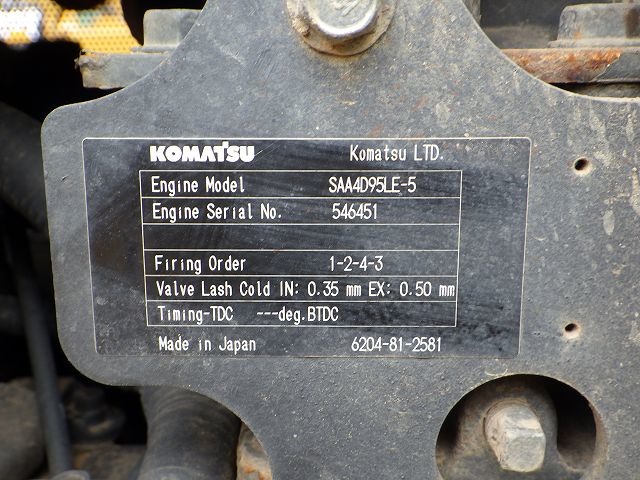 KOMATSU Komatsu LTD.
Engine Model SAA4D95LE-5
Engine Serial No. 546451
Firing Order 1-2-4-3
Valve Lash Cold IN: 0.35 mm EX: 0.50 mm
Timing-TDC ---deg.BTDC
Made in Japan 6204-81-2581